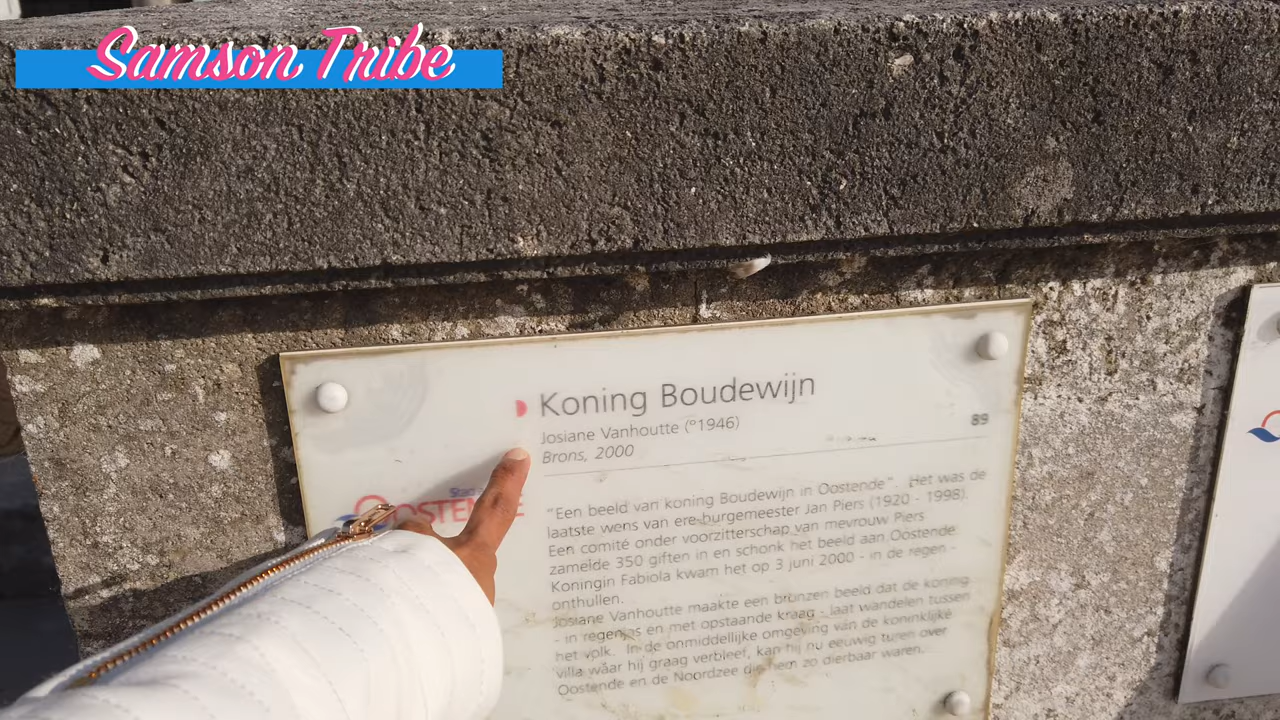 Samson Tribe
Koning Boudewijn
Josiane Vanhoutte (°1946)
89
Brons, 2000
Stad
OOSTENDE
"Een beeld van koning Boudewijn in Oostende". Het was de
laatste wens van ere-burgemeester Jan Piers (1920 - 1998).
Een comité onder voorzitterschap van mevrouw Piers
zamelde 350 giften in en schonk het beeld aan Oostende.
Koningin Fabiola kwam het op 3 juni 2000 - in de regen -
onthullen.
Josiane Vanhoutte maakte een bronzen beeld dat de koning
- in regenjas en met opstaande kraag - laat wandelen tussen
het volk. In de onmiddellijke omgeving van de koninklijke
villa waar hij graag verbleef, kan hij nu eeuwig turen over
Oostende en de Noordzee die hem zo dierbaar waren.